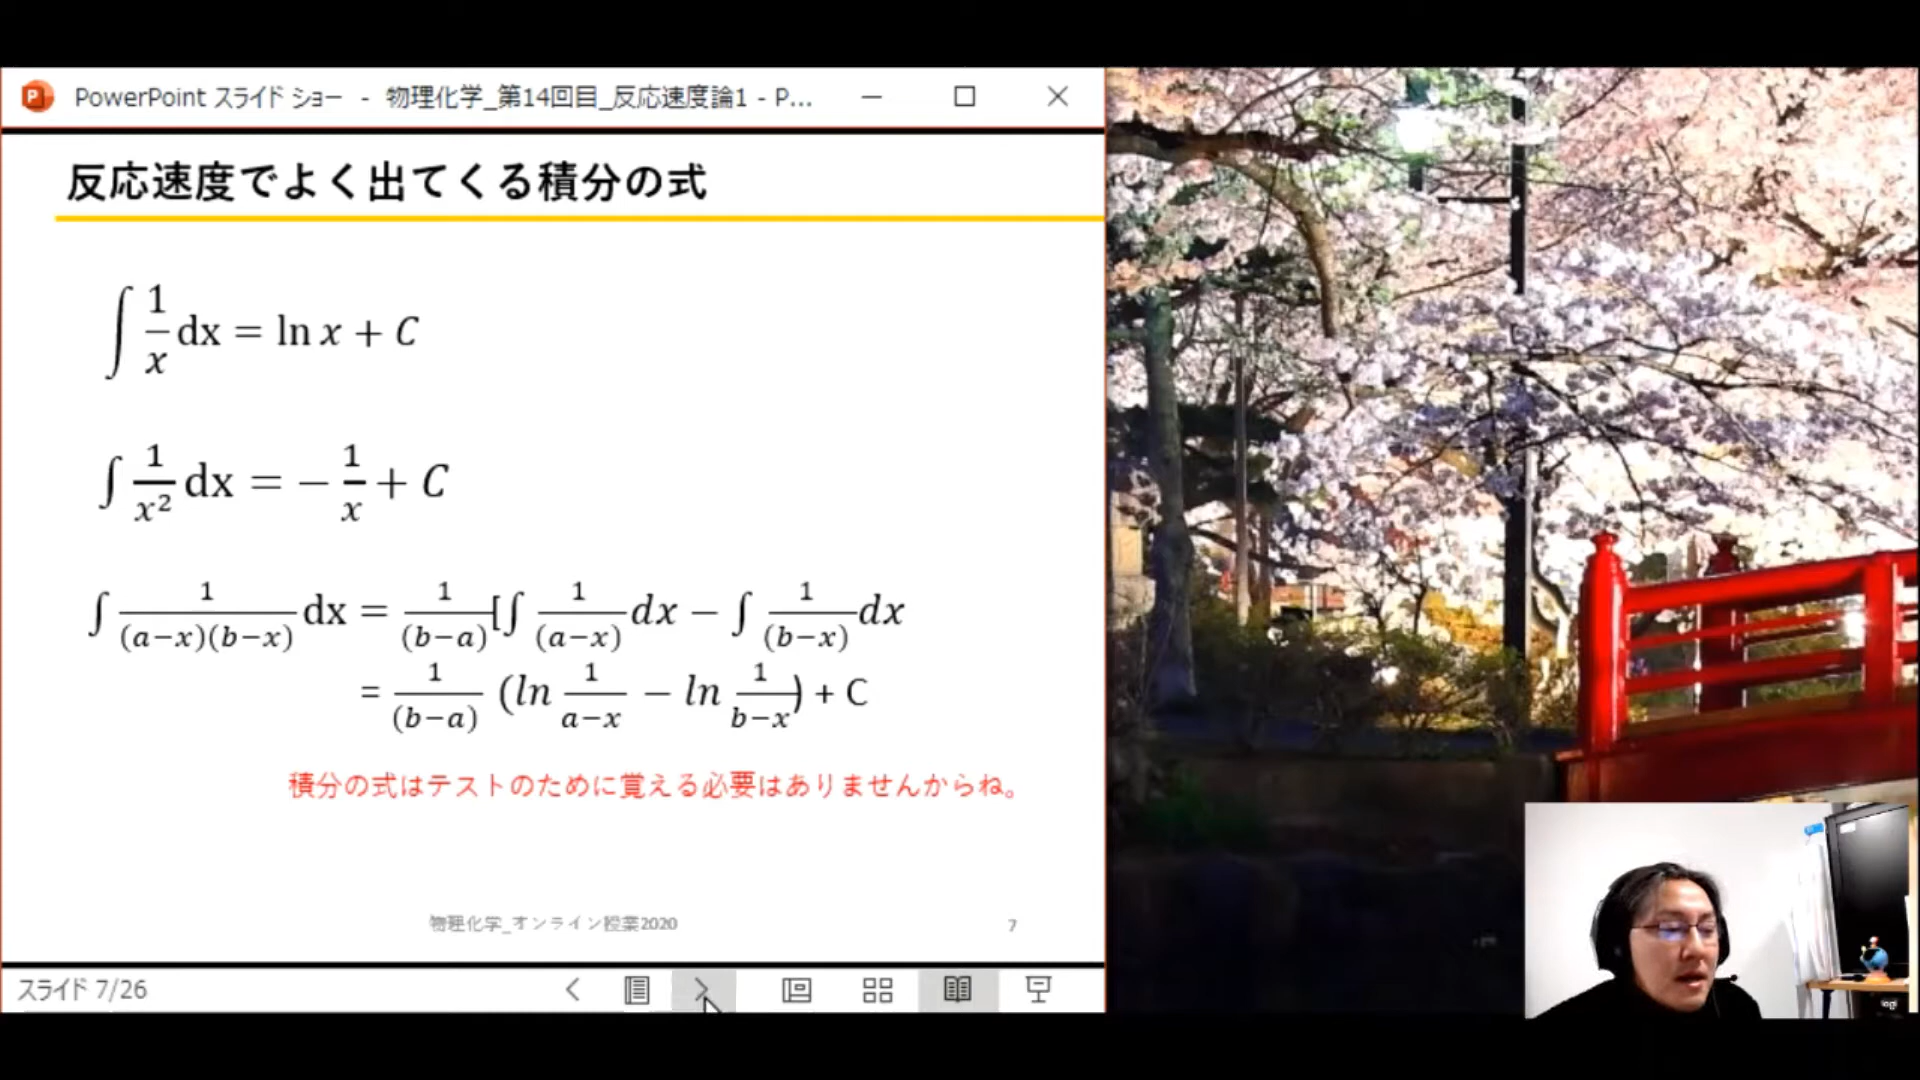 PowerPoint スライド ショー - 物理化学_第14回目_反応速度論1 - P...
反応速度でよく出てくる積分の式
∫ 1/x dx = ln x + C
∫ 1/x² dx = − 1/x + C
∫ 1/((a−x)(b−x)) dx = 1/(b−a) [∫ 1/(a−x) dx − ∫ 1/(b−x) dx
= 1/(b−a) (ln 1/(a−x) − ln 1/(b−x)) + C
積分の式はテストのために覚える必要はありませんからね。
物理化学_オンライン授業2020
7
スライド 7/26